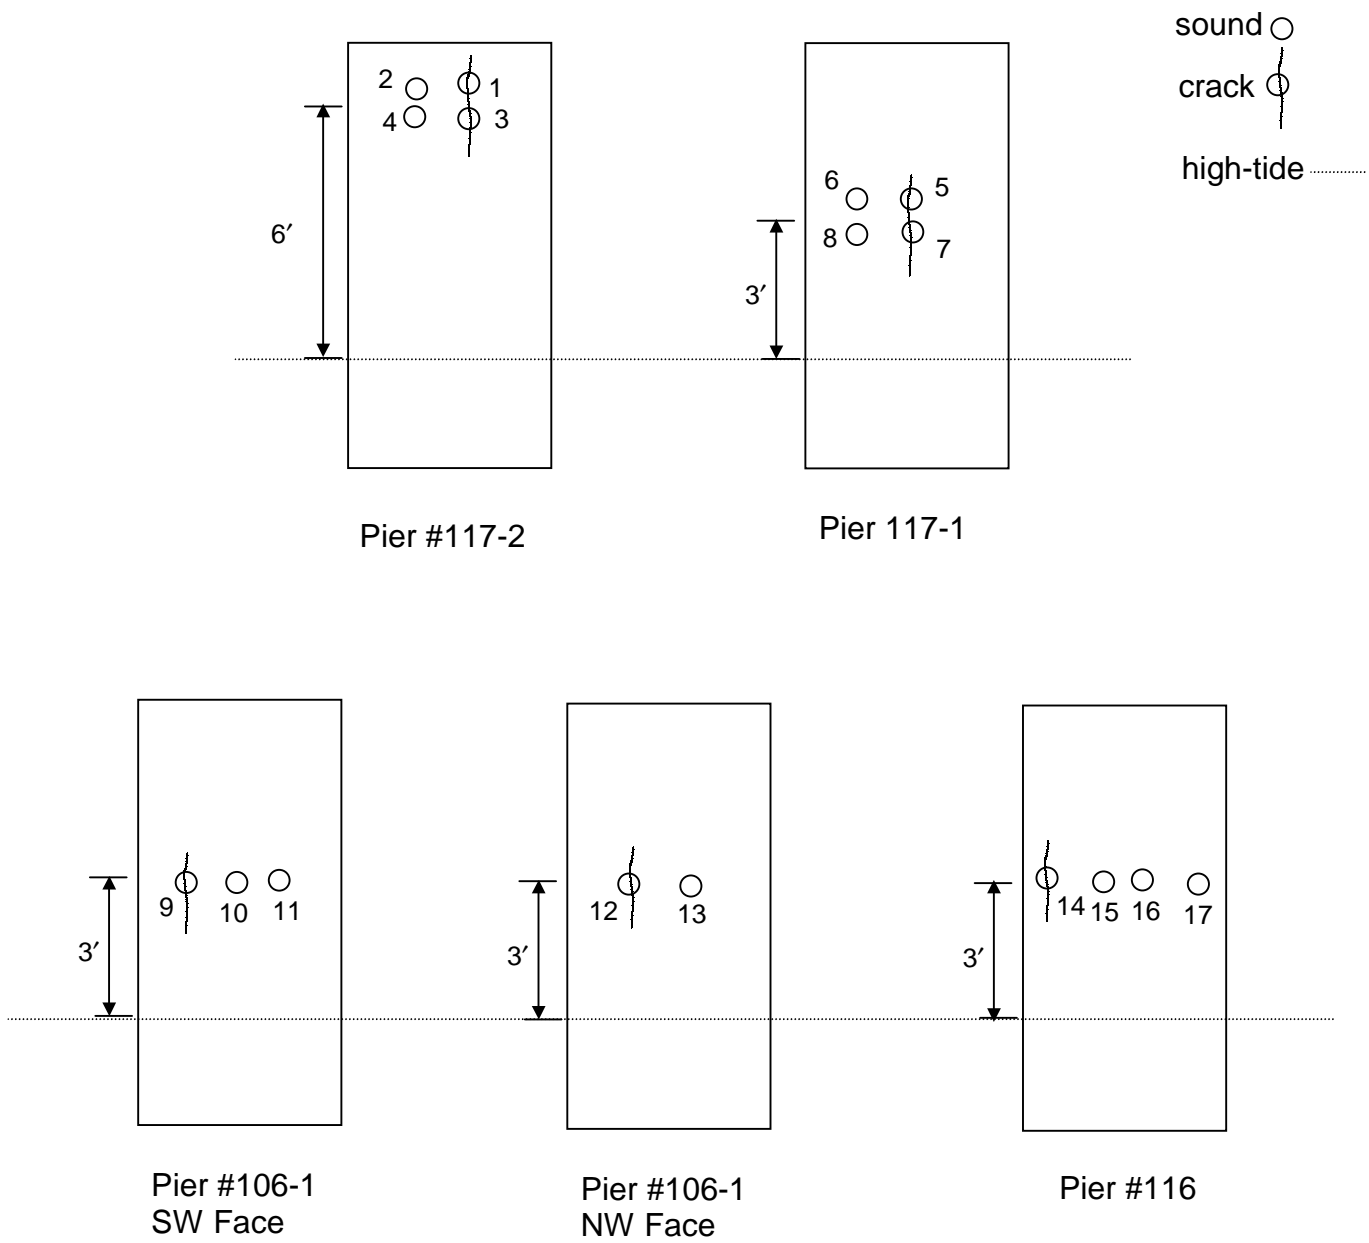 sound
crack
high-tide
2
1
4
3
6′
6
5
8
7
3′
Pier #117-2
Pier 117-1
9
10
11
3′
12
13
3′
14
15
16
17
3′
Pier #106-1
SW Face
Pier #106-1
NW Face
Pier #116